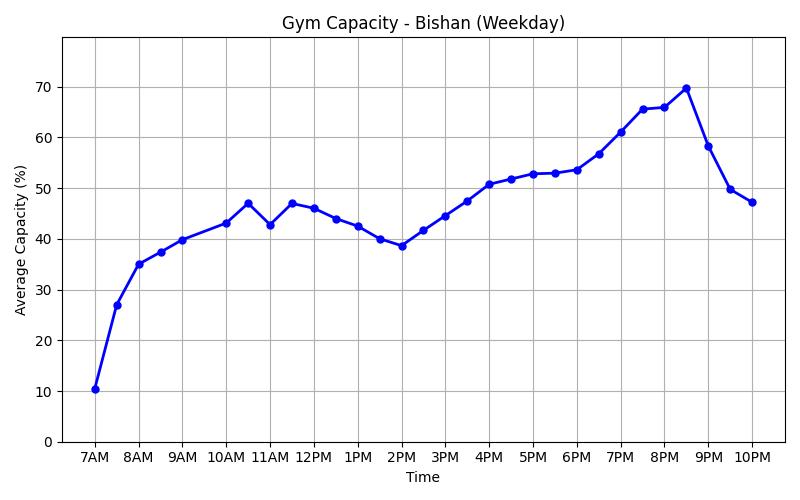 Gym Capacity - Bishan (Weekday)
Average Capacity (%)
70
60
50
40
30
20
10
0
7AM 8AM 9AM 10AM 11AM 12PM 1PM 2PM 3PM 4PM 5PM 6PM 7PM 8PM 9PM 10PM
Time